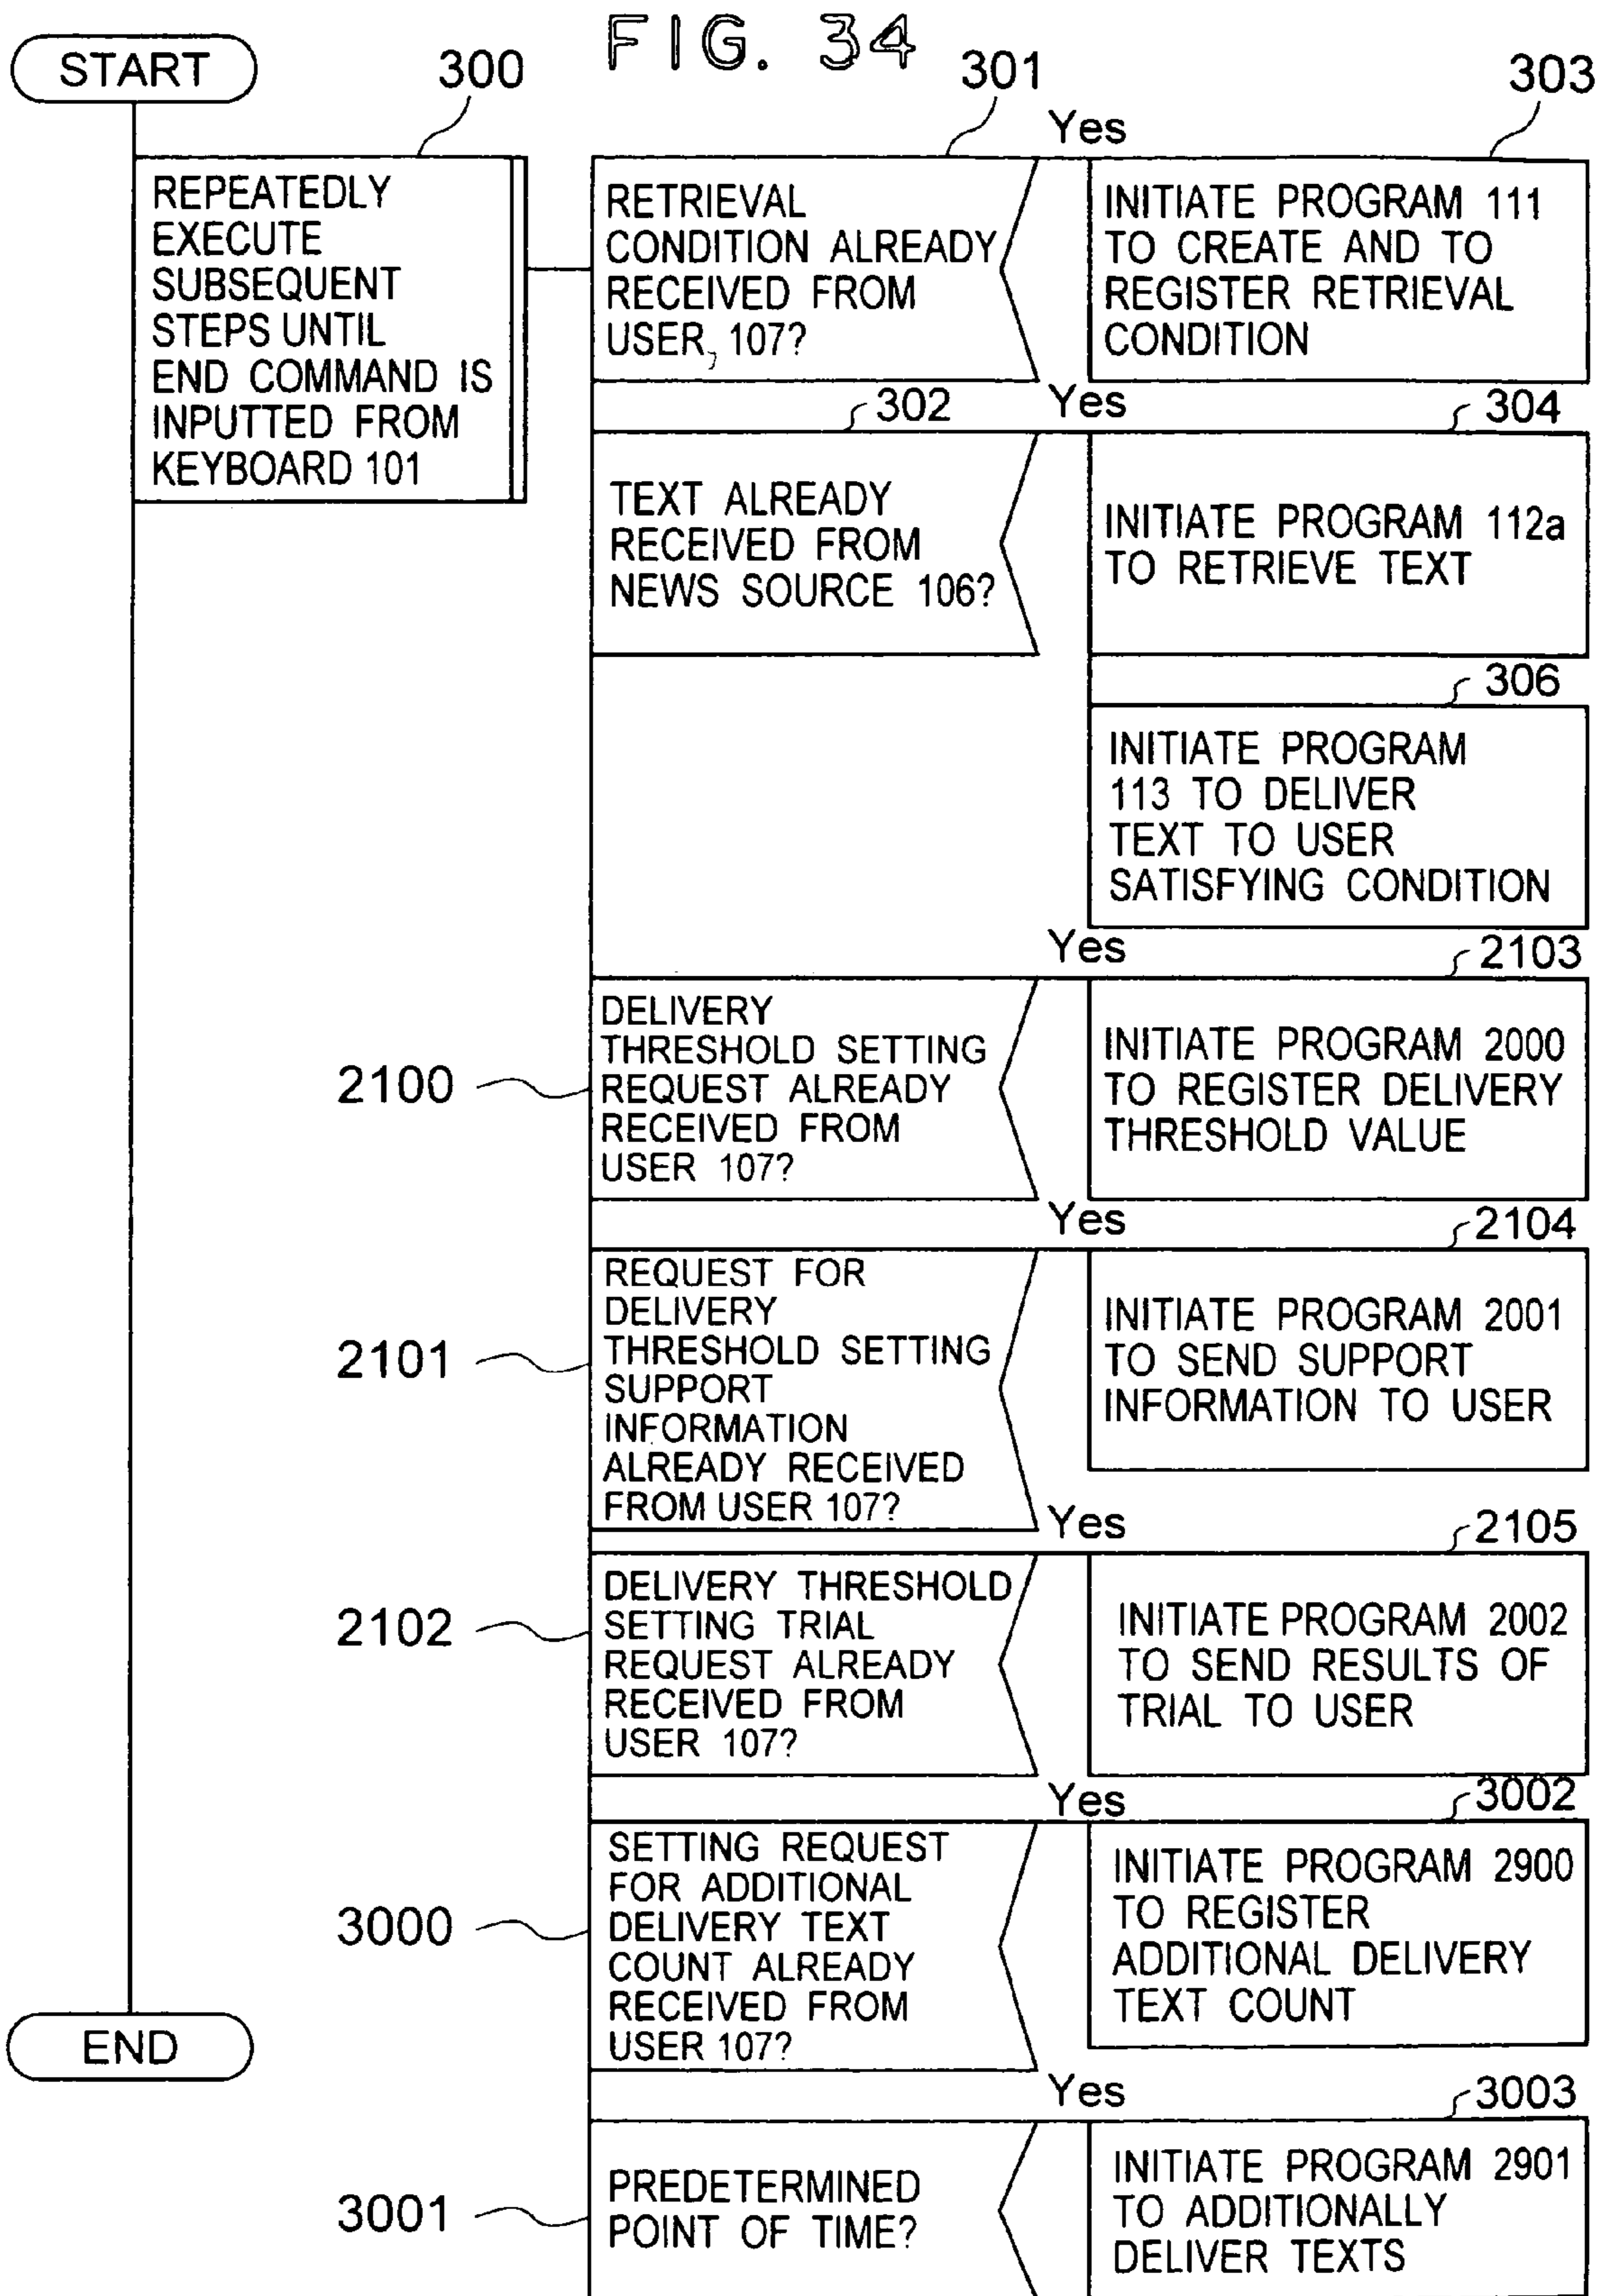 FIG. 34
START
300
301
303
Yes
REPEATEDLY
EXECUTE
SUBSEQUENT
STEPS UNTIL
END COMMAND IS
INPUTTED FROM
KEYBOARD 101
RETRIEVAL
CONDITION ALREADY
RECEIVED FROM
USER, 107?
INITIATE PROGRAM 111
TO CREATE AND TO
REGISTER RETRIEVAL
CONDITION
302
Yes
304
TEXT ALREADY
RECEIVED FROM
NEWS SOURCE 106?
INITIATE PROGRAM 112a
TO RETRIEVE TEXT
306
INITIATE PROGRAM
113 TO DELIVER
TEXT TO USER
SATISFYING CONDITION
Yes
2103
2100
DELIVERY
THRESHOLD SETTING
REQUEST ALREADY
RECEIVED FROM
USER 107?
INITIATE PROGRAM 2000
TO REGISTER DELIVERY
THRESHOLD VALUE
Yes
2104
2101
REQUEST FOR
DELIVERY
THRESHOLD SETTING
SUPPORT
INFORMATION
ALREADY RECEIVED
FROM USER 107?
INITIATE PROGRAM 2001
TO SEND SUPPORT
INFORMATION TO USER
Yes
2105
2102
DELIVERY THRESHOLD
SETTING TRIAL
REQUEST ALREADY
RECEIVED FROM
USER 107?
INITIATE PROGRAM 2002
TO SEND RESULTS OF
TRIAL TO USER
Yes
3002
3000
SETTING REQUEST
FOR ADDITIONAL
DELIVERY TEXT
COUNT ALREADY
RECEIVED FROM
USER 107?
INITIATE PROGRAM 2900
TO REGISTER
ADDITIONAL DELIVERY
TEXT COUNT
END
Yes
3003
3001
PREDETERMINED
POINT OF TIME?
INITIATE PROGRAM 2901
TO ADDITIONALLY
DELIVER TEXTS